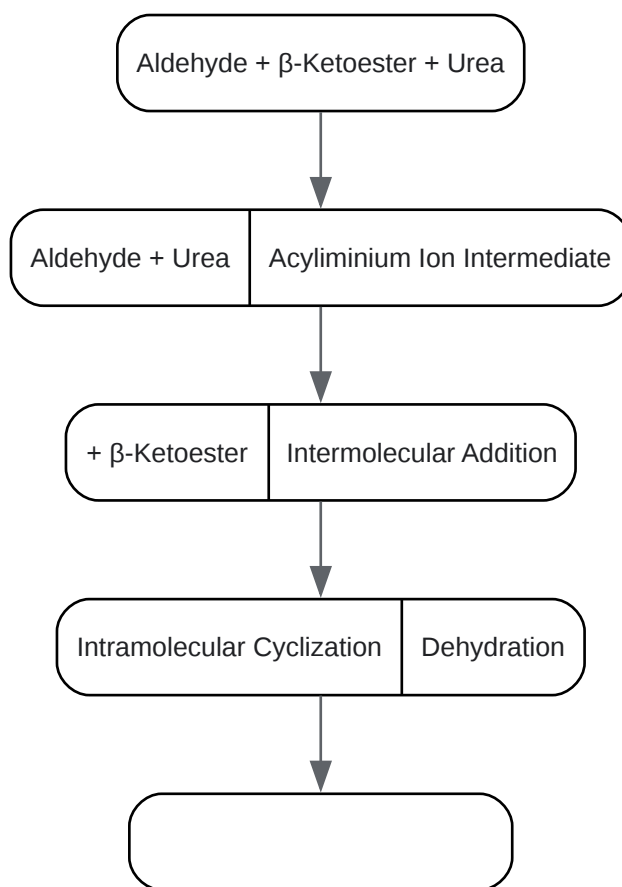 Aldehyde + β-Ketoester + Urea
Aldehyde + Urea
Acyliminium Ion Intermediate
+ β-Ketoester
Intermolecular Addition
Intramolecular Cyclization
Dehydration